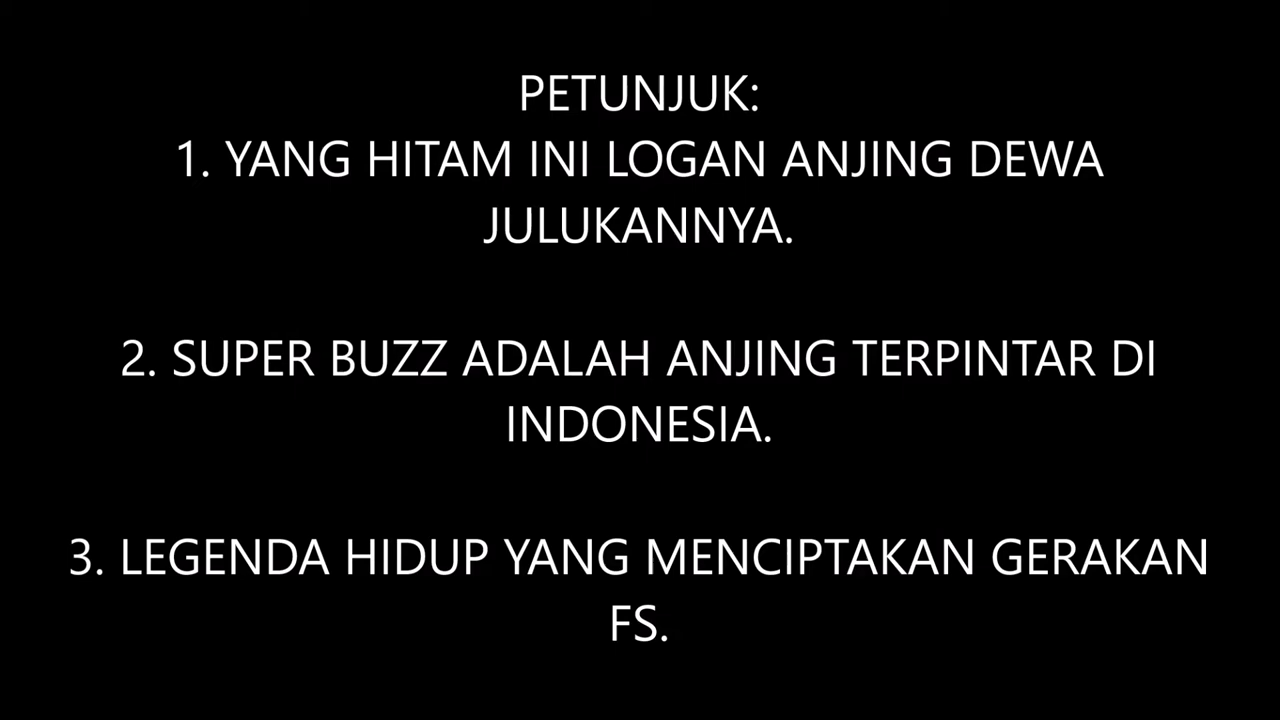 PETUNJUK:
1. YANG HITAM INI LOGAN ANJING DEWA
JULUKANNYA.
2. SUPER BUZZ ADALAH ANJING TERPINTAR DI
INDONESIA.
3. LEGENDA HIDUP YANG MENCIPTAKAN GERAKAN
FS.